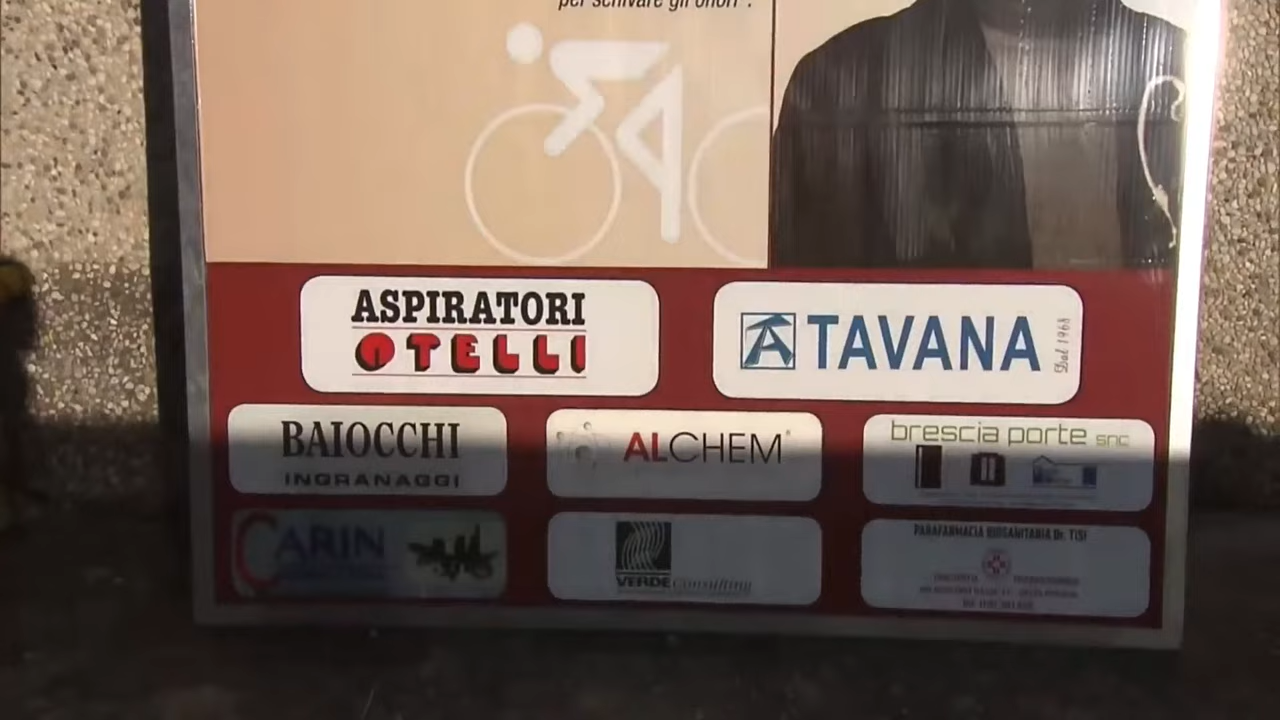 per schivare gli onori".
ASPIRATORI
OTELLI
TAVANA
Dal 1968
BAIOCCHI
INGRANAGGI
ALCHEM
brescia porte snc
CARIN
VERDE Consulting
PARAFARMACIA BIOSANITARIA Dr. TISI